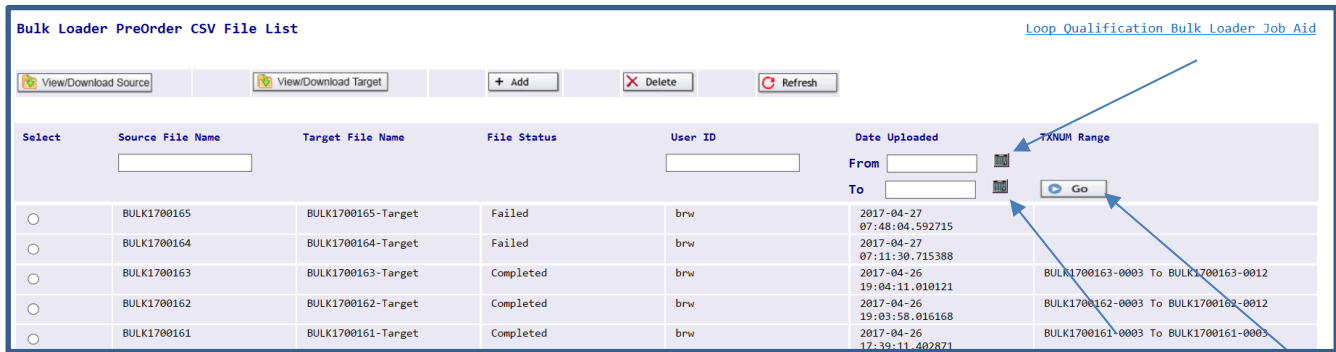 Bulk Loader PreOrder CSV File List
Loop Qualification Bulk Loader Job Aid
View/Download Source View/Download Target + Add Delete Refresh
Select Source File Name Target File Name File Status User ID Date Uploaded TXNUM Range
From
To Go
BULK1700165 BULK1700165-Target Failed brw 2017-04-27
07:48:04.592715
BULK1700164 BULK1700164-Target Failed brw 2017-04-27
07:11:30.715388
BULK1700163 BULK1700163-Target Completed brw 2017-04-26 BULK1700163-0003 To BULK1700163-0012
19:04:11.010121
BULK1700162 BULK1700162-Target Completed brw 2017-04-26 BULK1700162-0003 To BULK1700162-0012
19:03:58.016168
BULK1700161 BULK1700161-Target Completed brw 2017-04-26 BULK1700161-0003 To BULK1700161-0003
17:39:11.402871